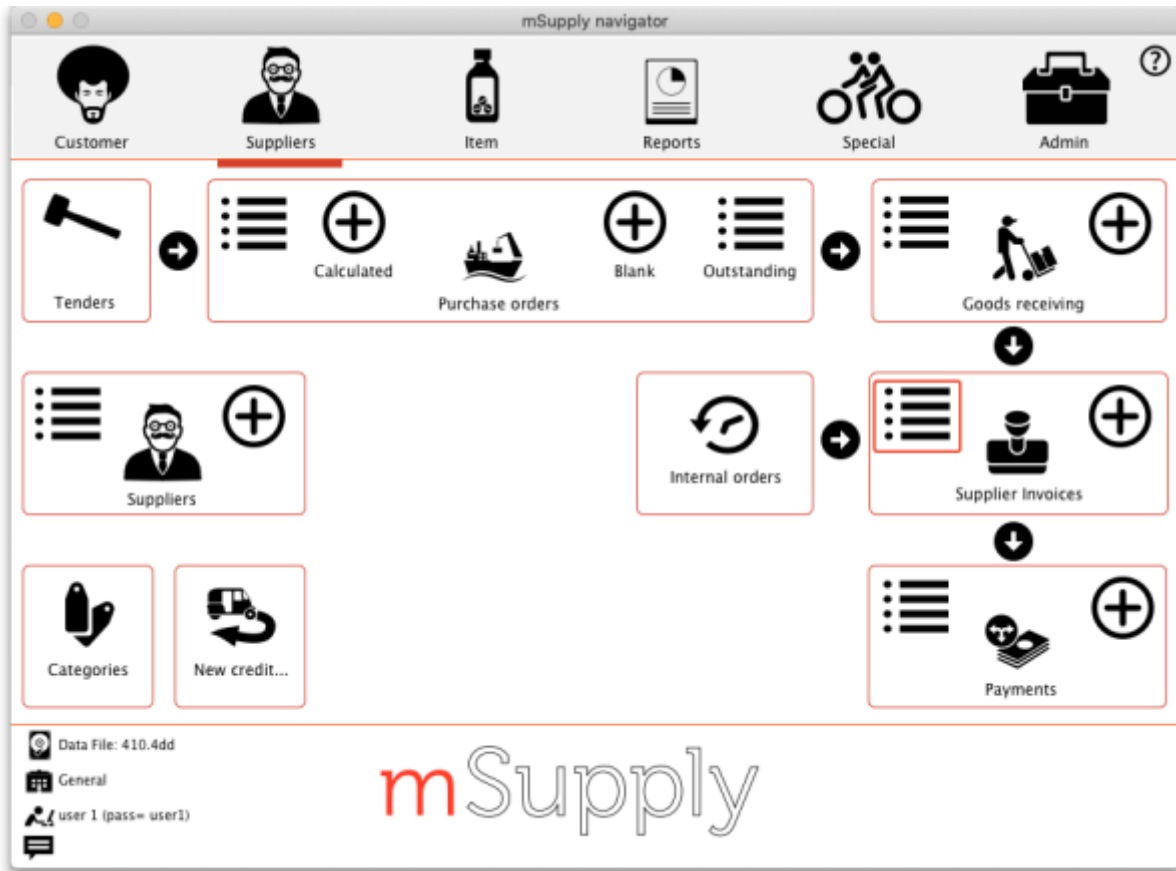 mSupply navigator
?
Customer
Suppliers
Item
Reports
Special
Admin
Tenders
Calculated
Blank
Outstanding
Purchase orders
Goods receiving
Suppliers
Internal orders
Supplier Invoices
Categories
New credit...
Payments
Data File: 410.4dd
General
user 1 (pass= user1)
mSupply